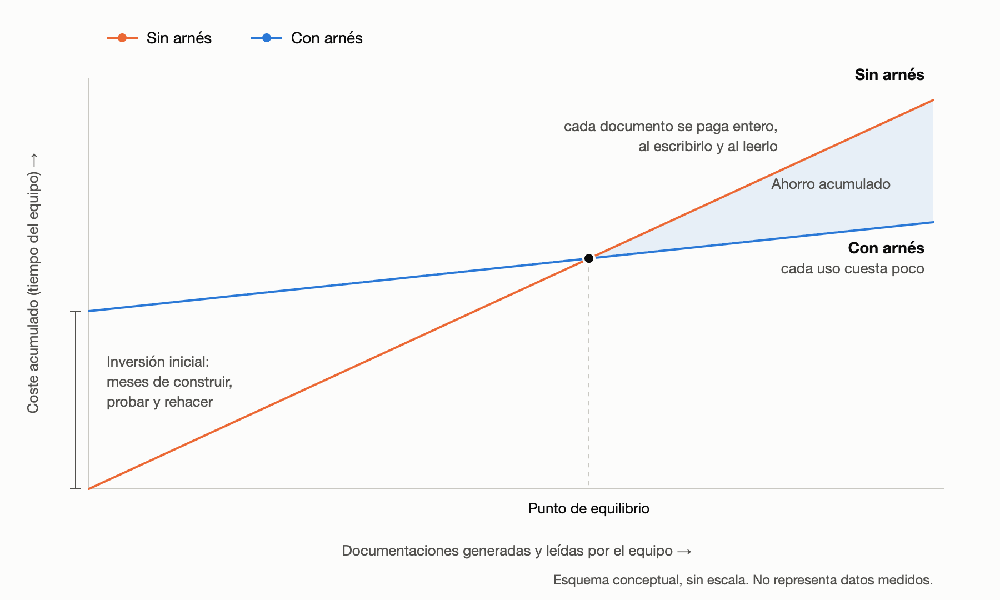 Sin arnés
Con arnés
Sin arnés
cada documento se paga entero,
al escribirlo y al leerlo
Ahorro acumulado
Con arnés
cada uso cuesta poco
Coste acumulado (tiempo del equipo) →
Inversión inicial:
meses de construir,
probar y rehacer
Punto de equilibrio
Documentaciones generadas y leídas por el equipo →
Esquema conceptual, sin escala. No representa datos medidos.